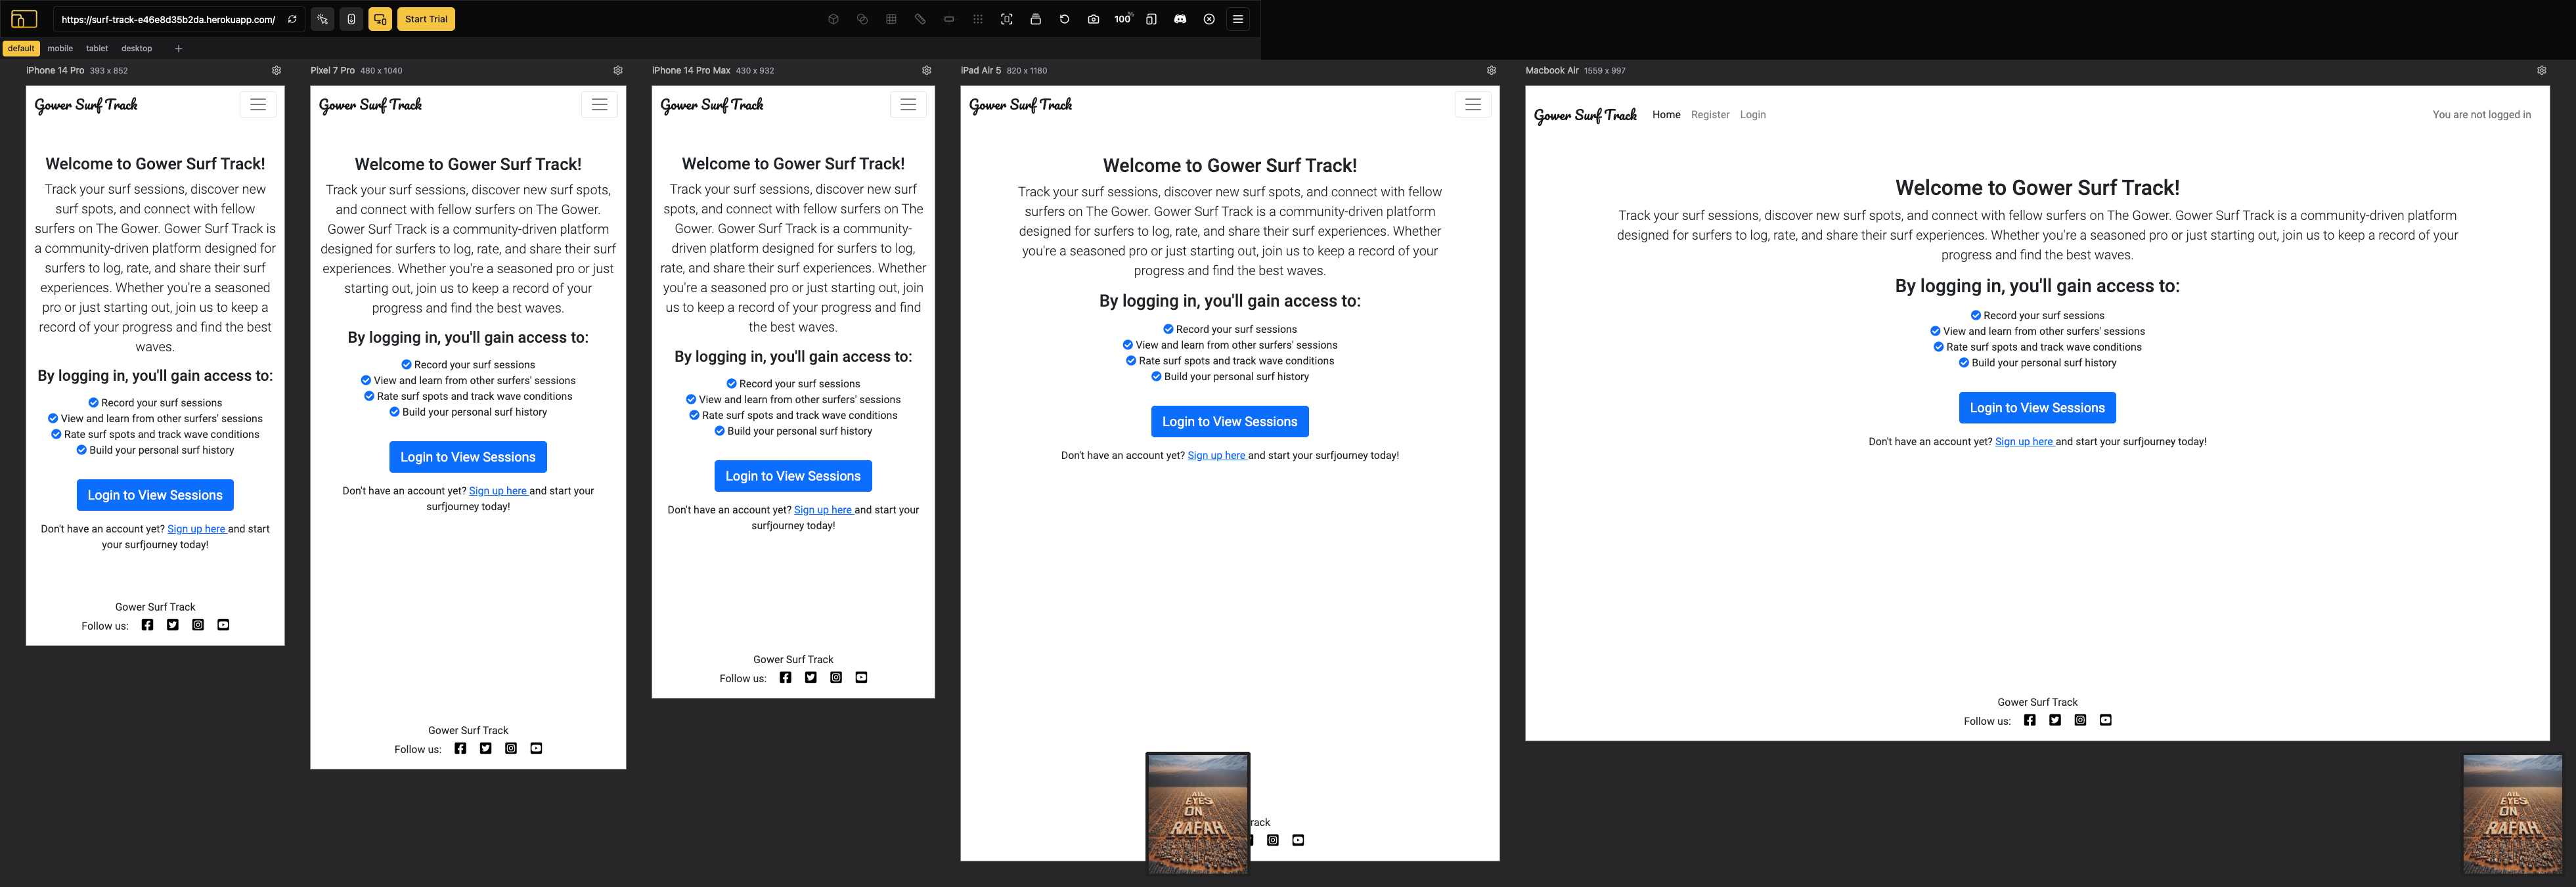 https://surf-track-e46e8d35b2da.herokuapp.com/
Start Trial
100%
default
mobile
tablet
desktop
iPhone 14 Pro 393 x 852
Gower Surf Track
Welcome to Gower Surf Track!
Track your surf sessions, discover new
surf spots, and connect with fellow
surfers on The Gower. Gower Surf Track is
a community-driven platform designed for
surfers to log, rate, and share their surf
experiences. Whether you're a seasoned
pro or just starting out, join us to keep a
record of your progress and find the best
waves.
By logging in, you'll gain access to:
Record your surf sessions
View and learn from other surfers' sessions
Rate surf spots and track wave conditions
Build your personal surf history
Login to View Sessions
Don't have an account yet? Sign up here and start
your surfjourney today!
Gower Surf Track
Follow us:
Pixel 7 Pro 480 x 1040
Gower Surf Track
Welcome to Gower Surf Track!
Track your surf sessions, discover new surf spots,
and connect with fellow surfers on The Gower.
Gower Surf Track is a community-driven platform
designed for surfers to log, rate, and share their surf
experiences. Whether you're a seasoned pro or just
starting out, join us to keep a record of your
progress and find the best waves.
By logging in, you'll gain access to:
Record your surf sessions
View and learn from other surfers' sessions
Rate surf spots and track wave conditions
Build your personal surf history
Login to View Sessions
Don't have an account yet? Sign up here and start your
surfjourney today!
Gower Surf Track
Follow us:
iPhone 14 Pro Max 430 x 932
Gower Surf Track
Welcome to Gower Surf Track!
Track your surf sessions, discover new surf
spots, and connect with fellow surfers on The
Gower. Gower Surf Track is a community-
driven platform designed for surfers to log,
rate, and share their surf experiences. Whether
you're a seasoned pro or just starting out, join
us to keep a record of your progress and find
the best waves.
By logging in, you'll gain access to:
Record your surf sessions
View and learn from other surfers' sessions
Rate surf spots and track wave conditions
Build your personal surf history
Login to View Sessions
Don't have an account yet? Sign up here and start your
surfjourney today!
Gower Surf Track
Follow us:
iPad Air 5 820 x 1180
Gower Surf Track
Welcome to Gower Surf Track!
Track your surf sessions, discover new surf spots, and connect with fellow
surfers on The Gower. Gower Surf Track is a community-driven platform
designed for surfers to log, rate, and share their surf experiences. Whether
you're a seasoned pro or just starting out, join us to keep a record of your
progress and find the best waves.
By logging in, you'll gain access to:
Record your surf sessions
View and learn from other surfers' sessions
Rate surf spots and track wave conditions
Build your personal surf history
Login to View Sessions
Don't have an account yet? Sign up here and start your surfjourney today!
rack
ALL
EYES
ON
RAFAH
Macbook Air 1559 x 997
Gower Surf Track Home Register Login You are not logged in
Welcome to Gower Surf Track!
Track your surf sessions, discover new surf spots, and connect with fellow surfers on The Gower. Gower Surf Track is a community-driven platform
designed for surfers to log, rate, and share their surf experiences. Whether you're a seasoned pro or just starting out, join us to keep a record of your
progress and find the best waves.
By logging in, you'll gain access to:
Record your surf sessions
View and learn from other surfers' sessions
Rate surf spots and track wave conditions
Build your personal surf history
Login to View Sessions
Don't have an account yet? Sign up here and start your surfjourney today!
Gower Surf Track
Follow us:
ALL
EYES
ON
RAFAH